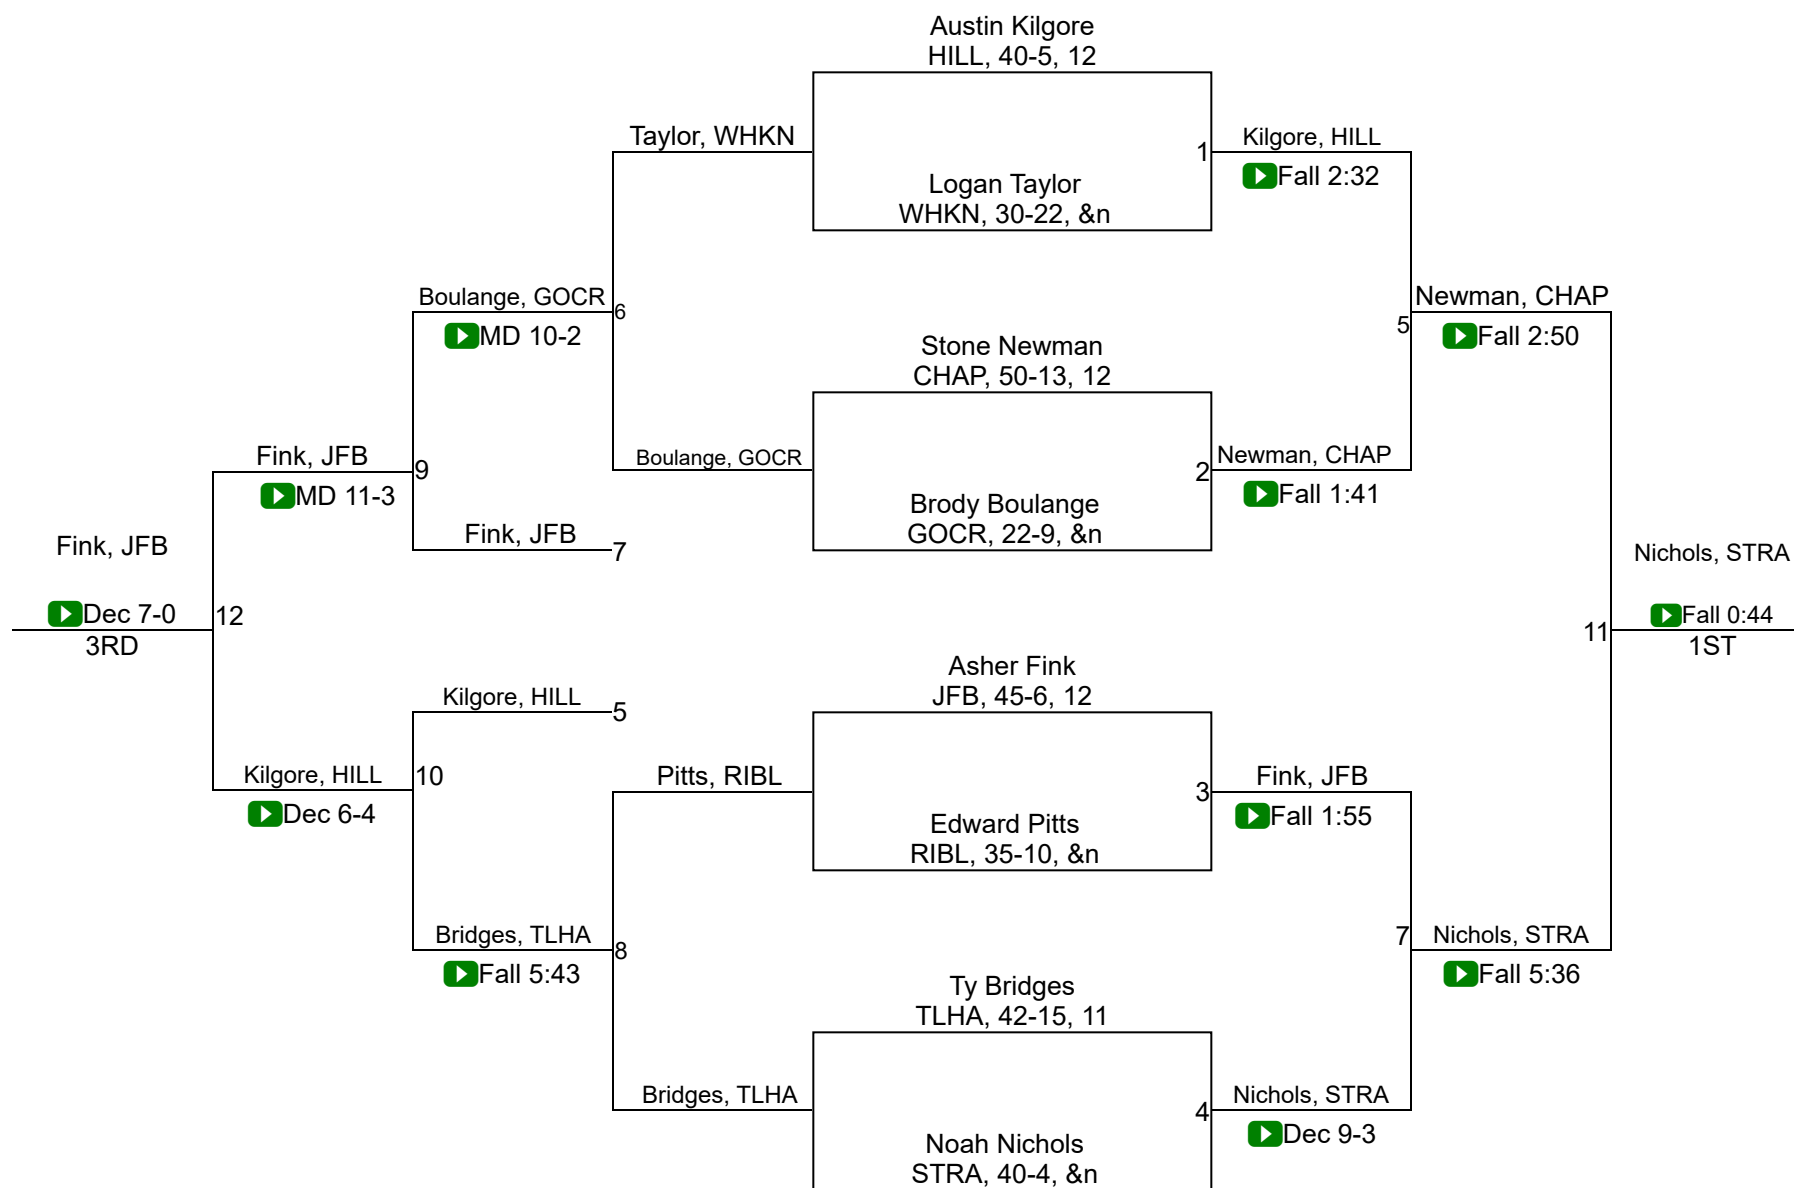 Austin Kilgore
HILL, 40-5, 12
Taylor, WHKN
1
Kilgore, HILL
Fall 2:32
Logan Taylor
WHKN, 30-22, &n
Boulange, GOCR
6
MD 10-2
Newman, CHAP
5
Fall 2:50
Stone Newman
CHAP, 50-13, 12
Fink, JFB
9
MD 11-3
Boulange, GOCR
2
Newman, CHAP
Fall 1:41
Brody Boulange
GOCR, 22-9, &n
Fink, JFB
7
Fink, JFB
Dec 7-0
3RD
12
Nichols, STRA
11
Fall 0:44
1ST
Asher Fink
JFB, 45-6, 12
Kilgore, HILL
5
Kilgore, HILL
10
Dec 6-4
Pitts, RIBL
3
Fink, JFB
Fall 1:55
Edward Pitts
RIBL, 35-10, &n
Bridges, TLHA
8
Fall 5:43
7
Nichols, STRA
Fall 5:36
Ty Bridges
TLHA, 42-15, 11
Bridges, TLHA
4
Nichols, STRA
Dec 9-3
Noah Nichols
STRA, 40-4, &n